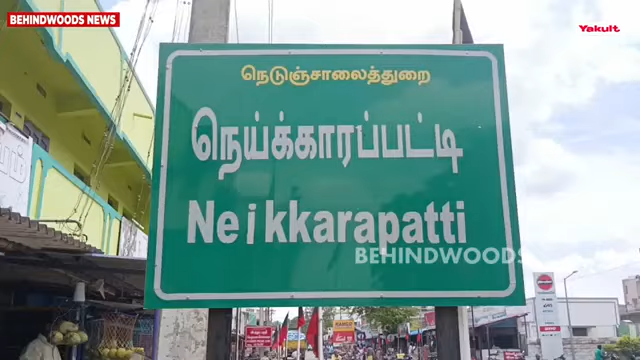 BEHINDWOODS NEWS
Yakult
நெடுஞ்சாலைத்துறை
நெய்க்காரப்பட்டி
Neikkarapatti
BEHINDWOODS